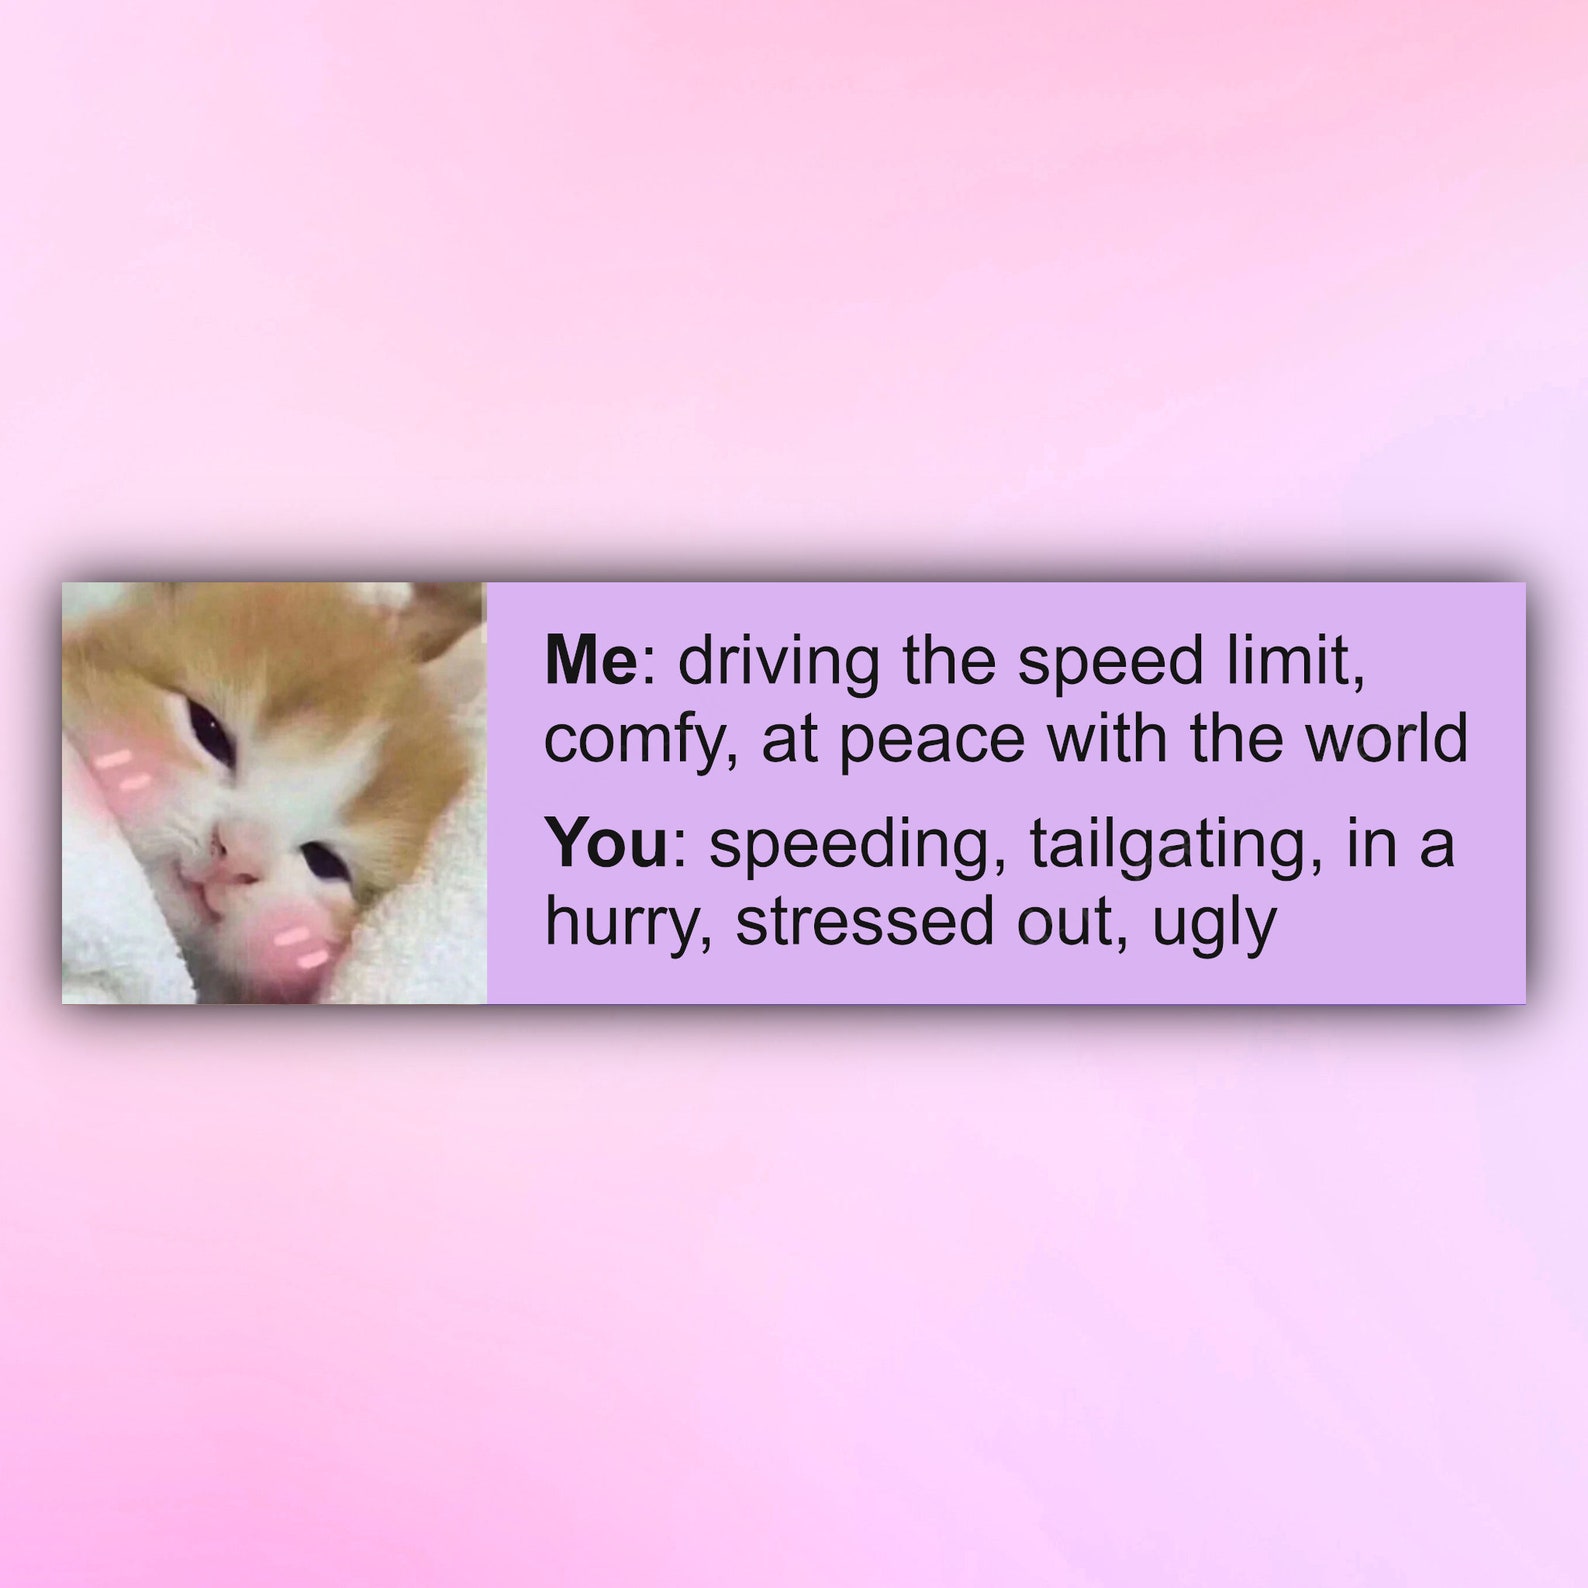 Me: driving the speed limit,
comfy, at peace with the world
You: speeding, tailgating, in a
hurry, stressed out, ugly